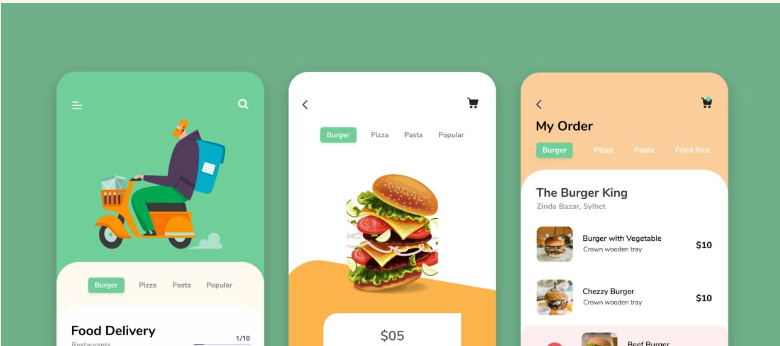 Burger Pizza Pasta Popular
Food Delivery
Restaurants
1/10
Burger Pizza Pasta Popular
$05
My Order
Burger Pizza Pasta Fried Rice
The Burger King
Zinda Bazar, Sylhet
Burger with Vegetable
Crown wooden tray
$10
Chezzy Burger
Crown wooden tray
$10
Beef Burger